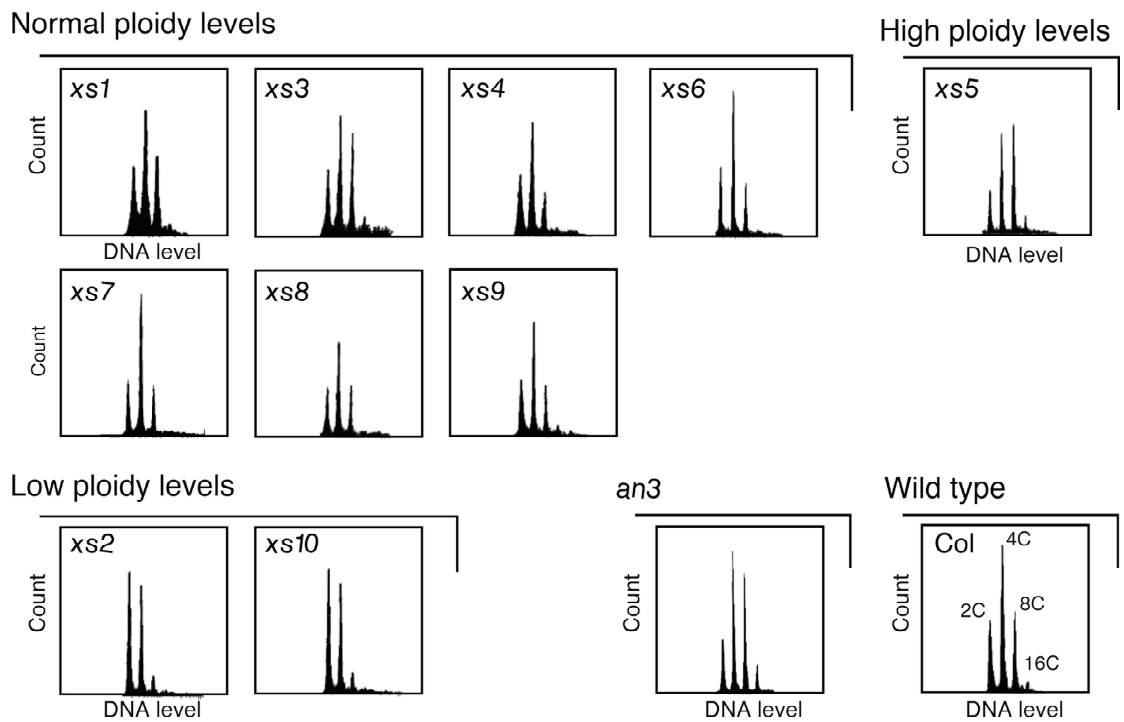 Normal ploidy levels
High ploidy levels
xs1
xs3
xs4
xs6
xs5
Count
Count
DNA level
DNA level
xs7
xs8
xs9
Count
Low ploidy levels
an3
Wild type
xs2
xs10
Col
4C
2C
8C
16C
Count
Count
Count
DNA level
DNA level
DNA level